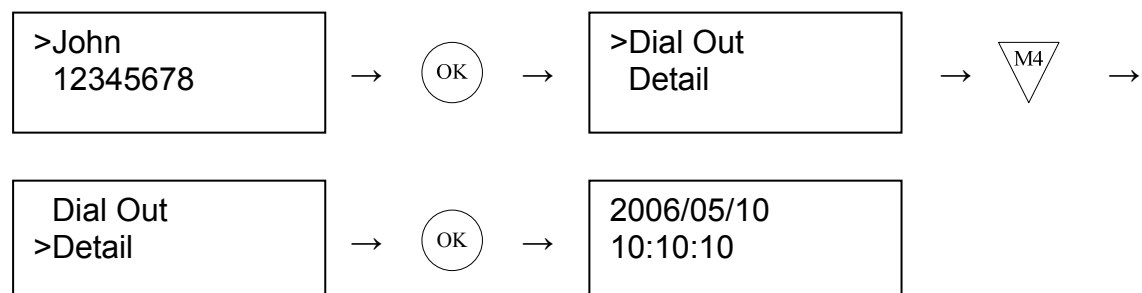 >John
12345678
→ OK →
>Dial Out
Detail
→ M4 →
Dial Out
>Detail
→ OK →
2006/05/10
10:10:10